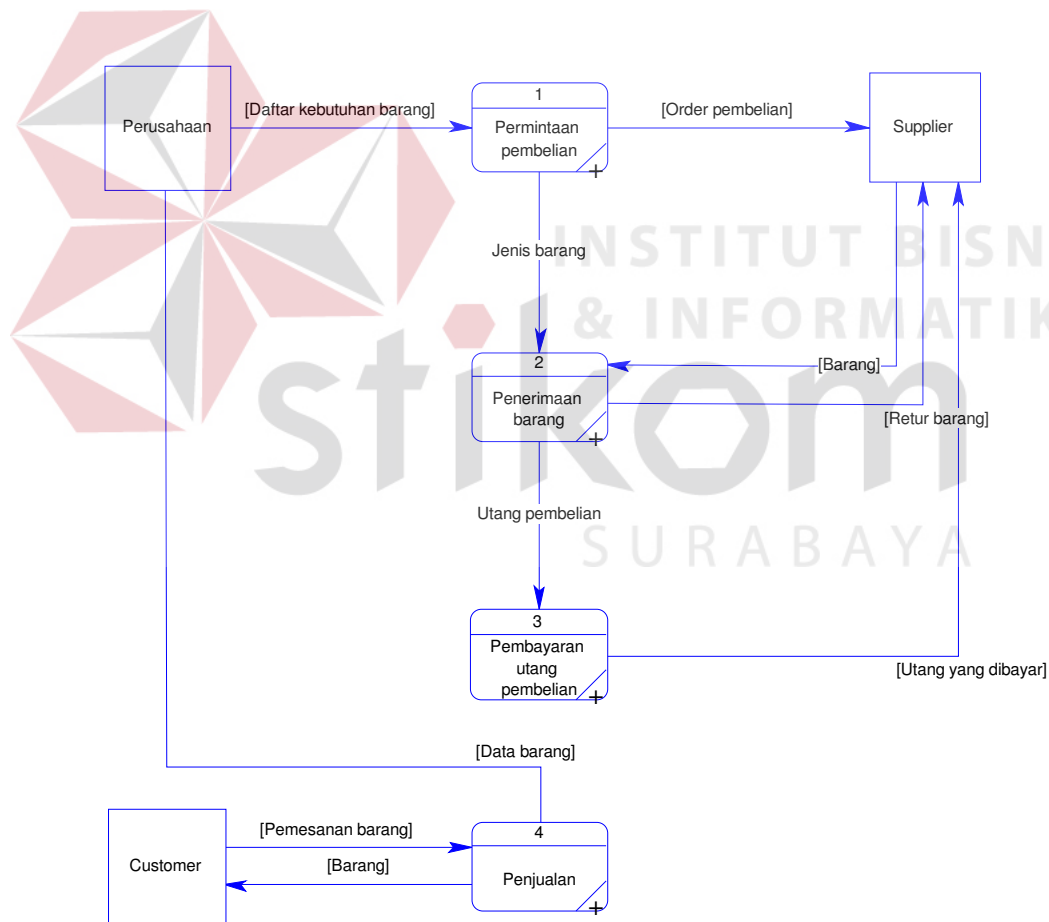 1
[Daftar kebutuhan barang]
[Order pembelian]
Perusahaan
Permintaan
pembelian
Supplier
+
INSTITUT BISN
Jenis barang
& INFORMATIK
2
[Barang]
stikom
Penerimaan
barang
[Retur barang]
+
Utang pembelian
SURABAYA
3
Pembayaran
utang
pembelian
[Utang yang dibayar]
+
[Data barang]
[Pemesanan barang]
4
Customer
[Barang]
Penjualan
+